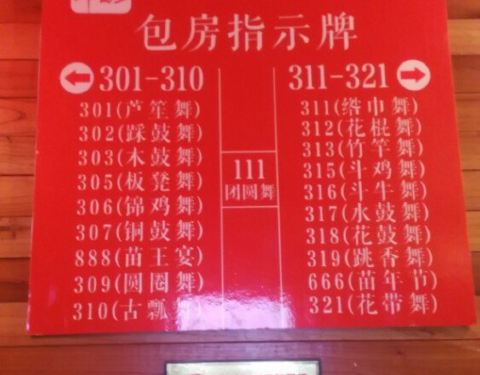 包房指示牌
301-310
301(芦笙舞)
302(踩鼓舞)
303(木鼓舞)
305(板凳舞)
306(锦鸡舞)
307(铜鼓舞)
888(苗王宴)
309(圆圈舞)
310(古瓢舞)
111
团圆舞
311-321
311(绺巾舞)
312(花棍舞)
313(竹竿舞)
315(斗鸡舞)
316(斗牛舞)
317(水鼓舞)
318(花鼓舞)
319(跳香舞)
666(苗年节)
321(花带舞)